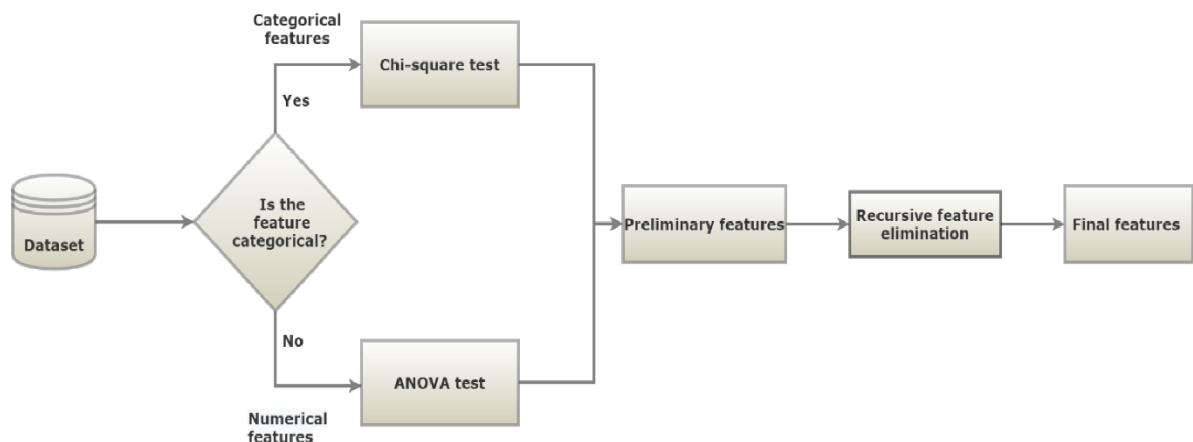 Categorical
features
Chi-square test
Yes
Dataset
Is the
feature
categorical?
Preliminary features
Recursive feature
elimination
Final features
No
ANOVA test
Numerical
features